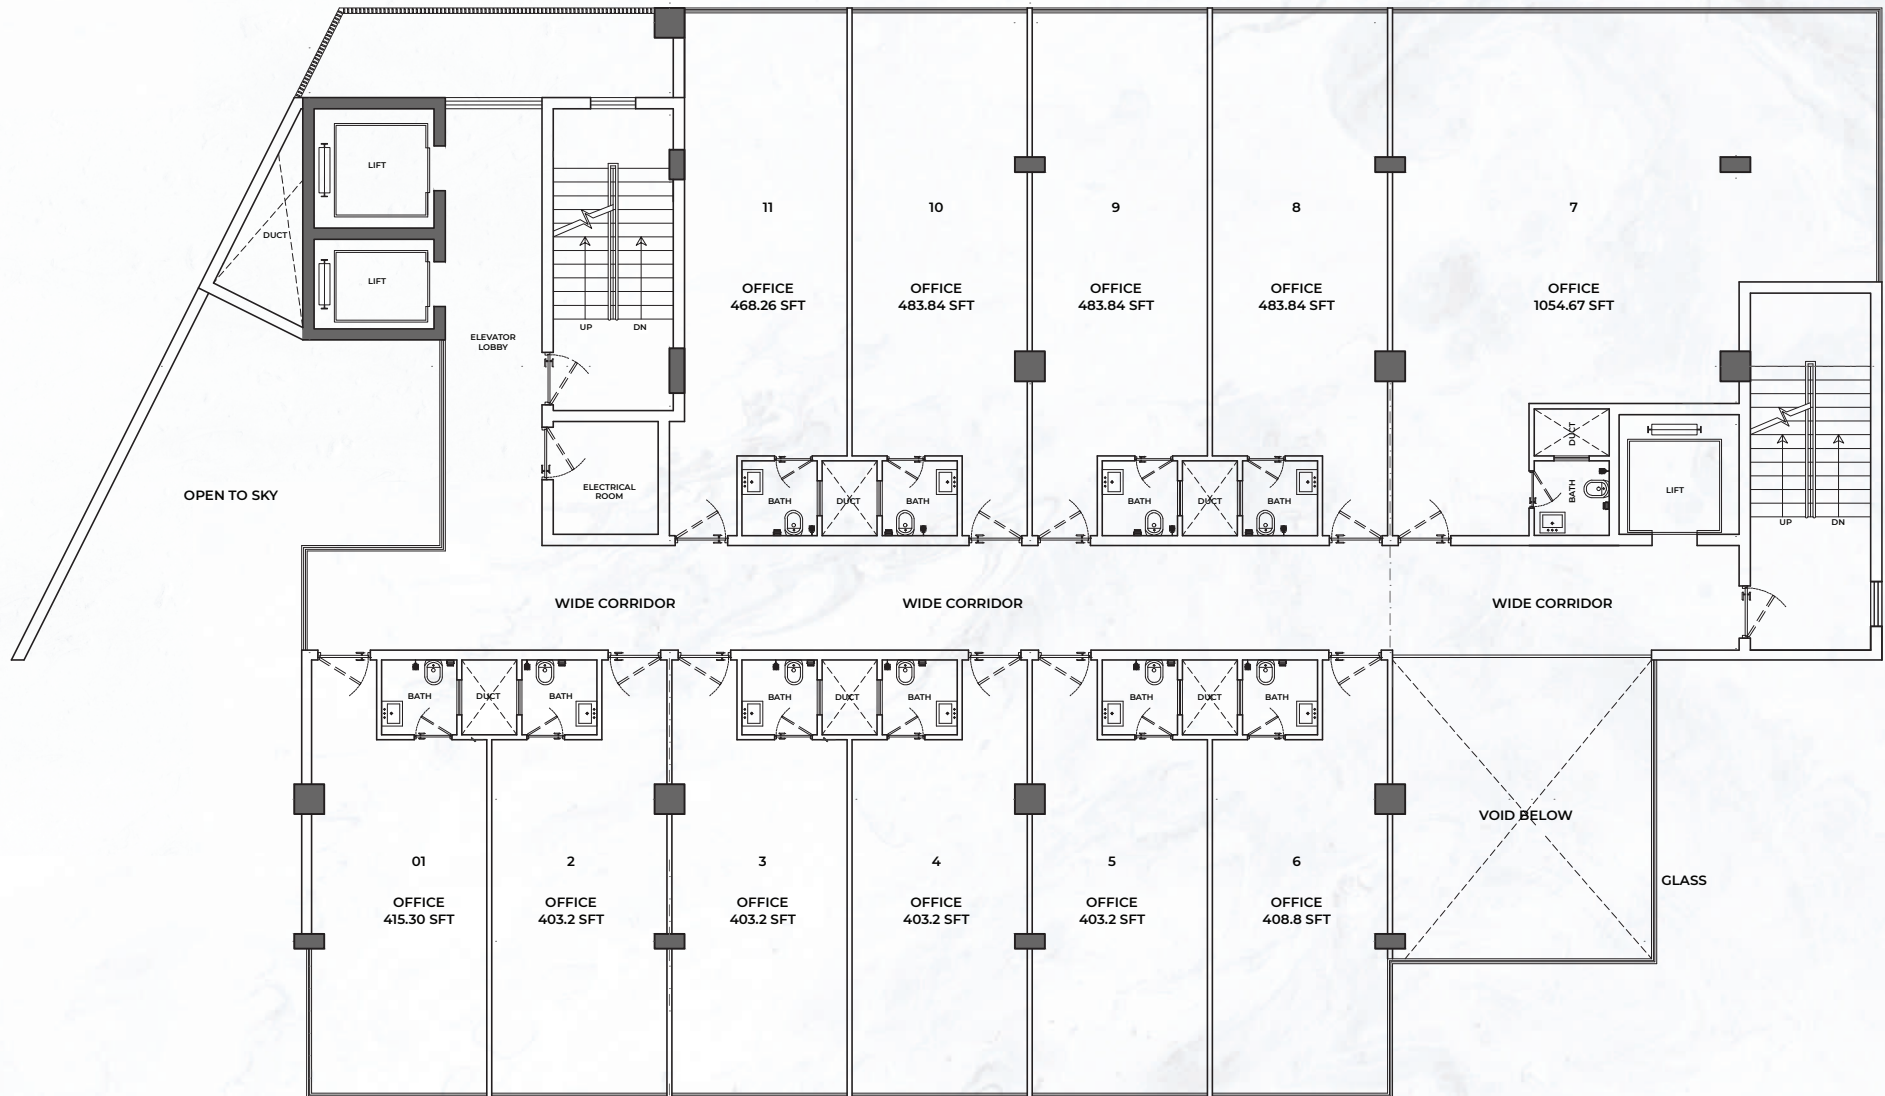 LIFT
DUCT
LIFT
ELEVATOR
LOBBY
UP
DN
ELECTRICAL
ROOM
OPEN TO SKY
11
OFFICE
468.26 SFT
10
OFFICE
483.84 SFT
9
OFFICE
483.84 SFT
8
OFFICE
483.84 SFT
7
OFFICE
1054.67 SFT
BATH
DUCT
BATH
BATH
DUCT
BATH
DUCT
BATH
LIFT
UP
DN
WIDE CORRIDOR
WIDE CORRIDOR
WIDE CORRIDOR
BATH
DUCT
BATH
BATH
DUCT
BATH
BATH
DUCT
BATH
VOID BELOW
GLASS
01
OFFICE
415.30 SFT
2
OFFICE
403.2 SFT
3
OFFICE
403.2 SFT
4
OFFICE
403.2 SFT
5
OFFICE
403.2 SFT
6
OFFICE
408.8 SFT